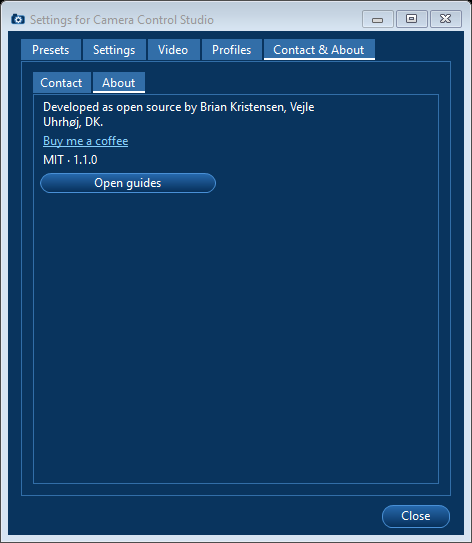 Settings for Camera Control Studio
Presets
Settings
Video
Profiles
Contact & About
Contact
About
Developed as open source by Brian Kristensen, Vejle
Uhrhøj, DK.
Buy me a coffee
MIT · 1.1.0
Open guides
Close